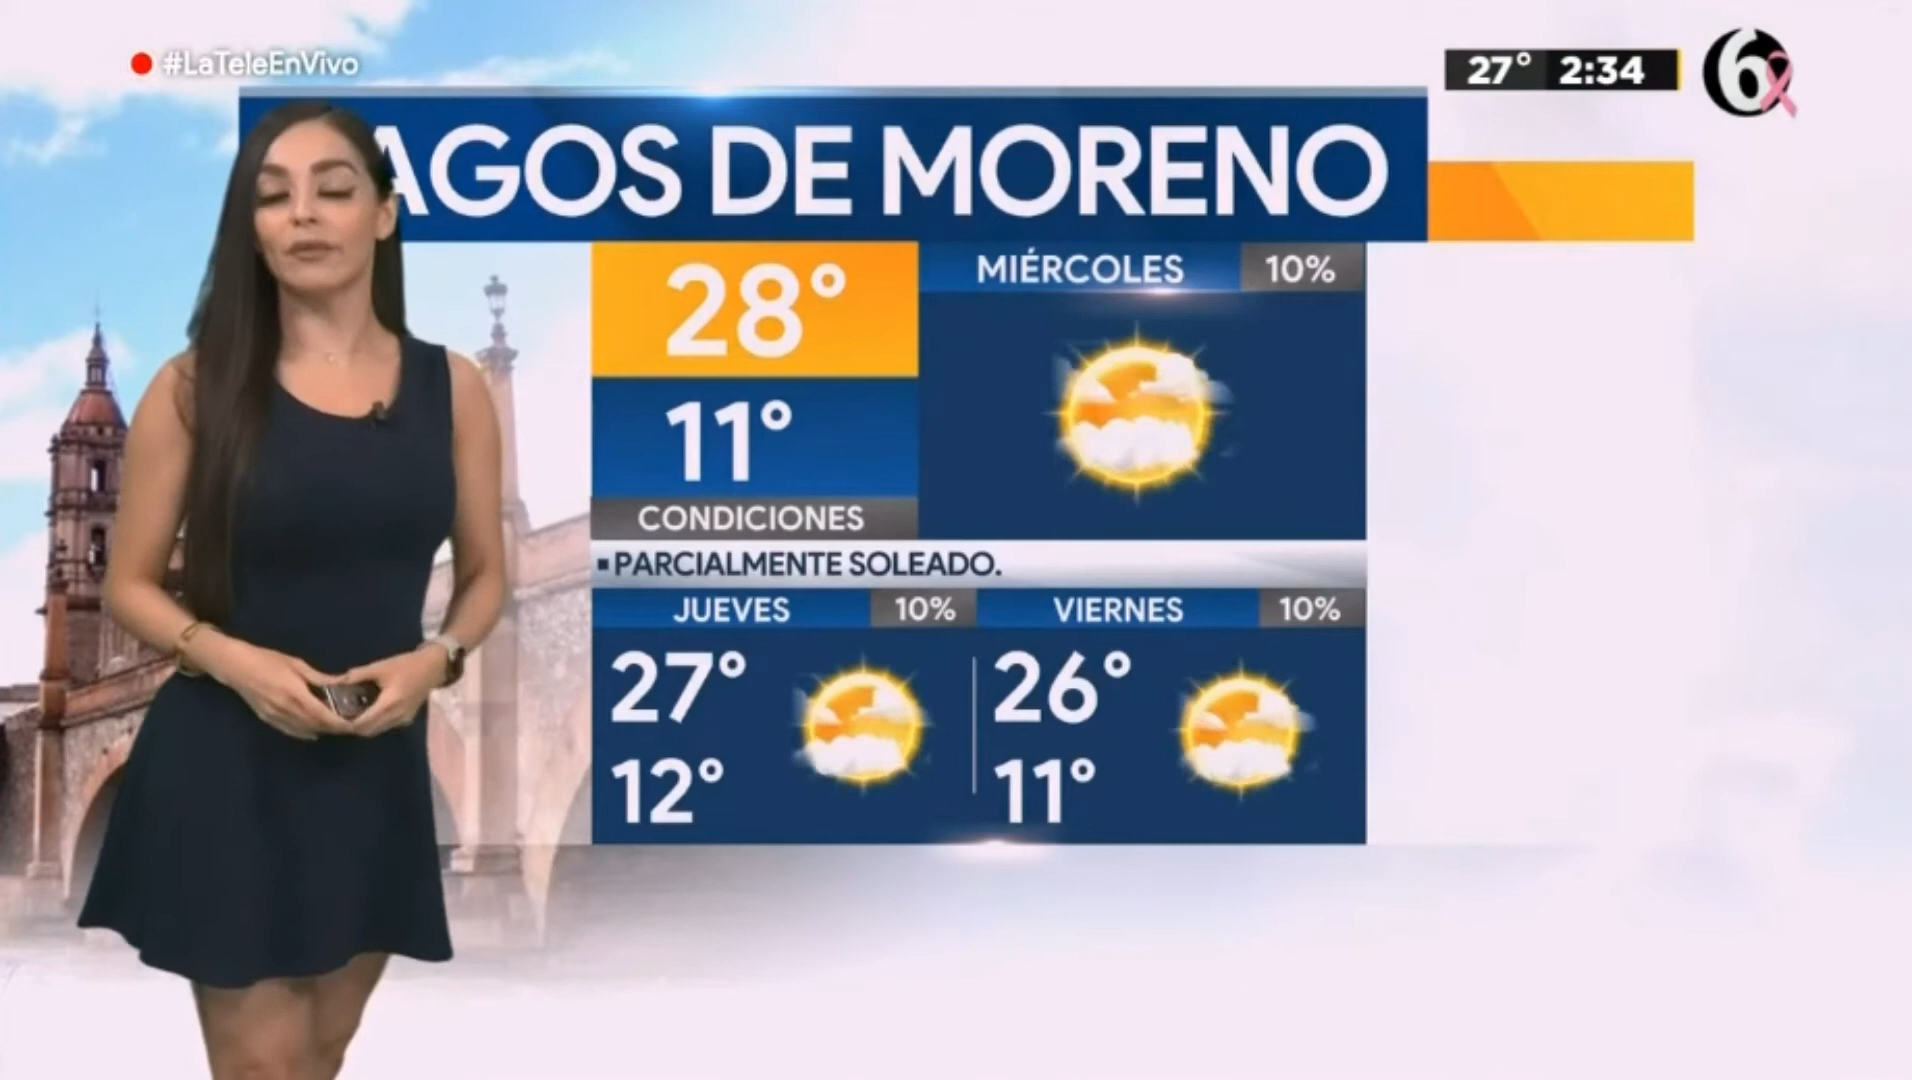 #LaTeleEnVivo
27° 2:34
6
AGOS DE MORENO
28°
11°
CONDICIONES
MIÉRCOLES 10%
▪PARCIALMENTE SOLEADO.
JUEVES 10%
27°
12°
VIERNES 10%
26°
11°